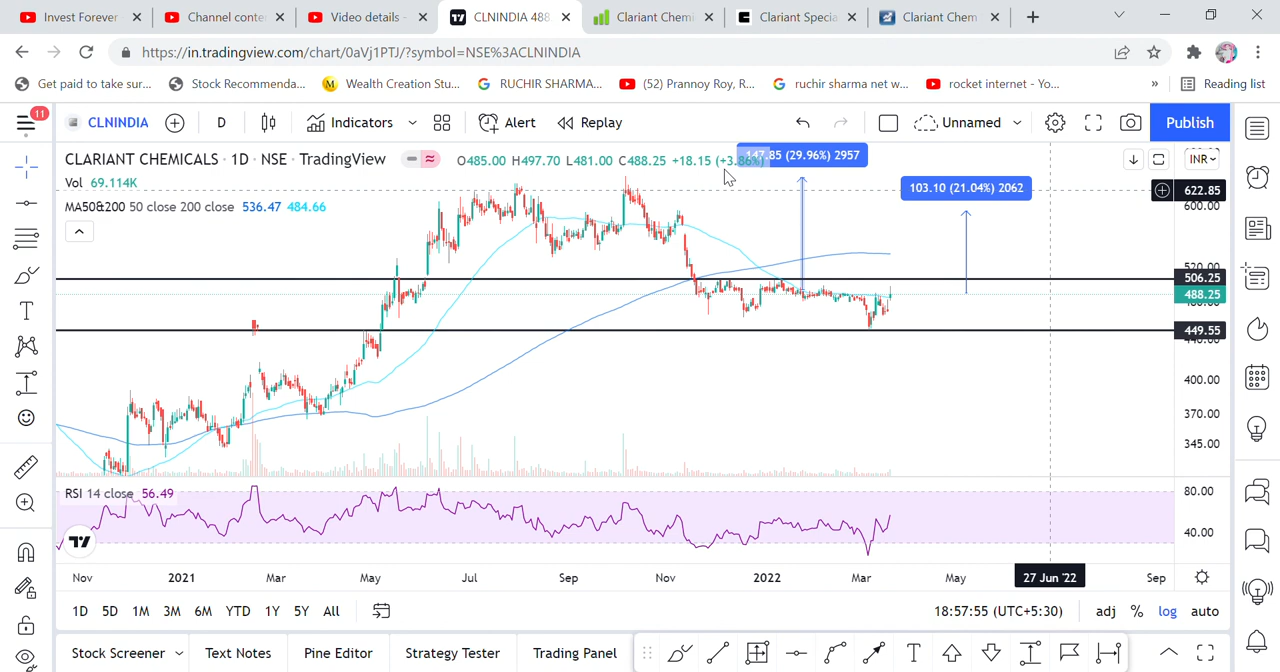 Invest Forever
Channel conte
Video details -
CLNINDIA 488
Clariant Chemi
Clariant Specia
Clariant Chem
https://in.tradingview.com/chart/0aVj1PTJ/?symbol=NSE%3ACLNINDIA
Get paid to take sur...
Stock Recommenda...
M Wealth Creation Stu...
RUCHIR SHARMA...
(52) Prannoy Roy, R...
ruchir sharma net w...
rocket internet - Yo...
»
Reading list
11
CLNINDIA
D
Indicators
Alert
Replay
Unnamed
Publish
CLARIANT CHEMICALS · 1D · NSE · TradingView
O485.00 H497.70 L481.00 C488.25 +18.15 (+3.86%)
147.85 (29.96%) 2957
INR
Vol 69.114K
103.10 (21.04%) 2062
622.85
MA50&200 50 close 200 close 536.47 484.66
600.00
520.00
506.25
488.25
449.55
400.00
370.00
345.00
RSI 14 close 56.49
80.00
40.00
Nov 2021 Mar May Jul Sep Nov 2022 Mar May 27 Jun '22 Sep
1D 5D 1M 3M 6M YTD 1Y 5Y All
18:57:55 (UTC+5:30)
adj % log auto
Stock Screener
Text Notes
Pine Editor
Strategy Tester
Trading Panel